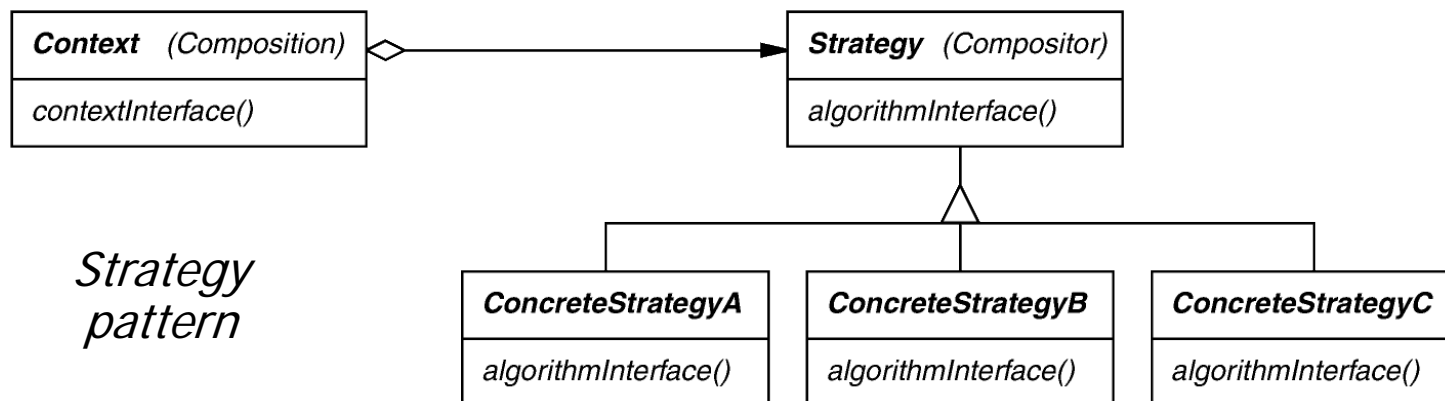 Context (Composition)
contextInterface()
Strategy (Compositor)
algorithmInterface()
Strategy
pattern
ConcreteStrategyA
algorithmInterface()
ConcreteStrategyB
algorithmInterface()
ConcreteStrategyC
algorithmInterface()